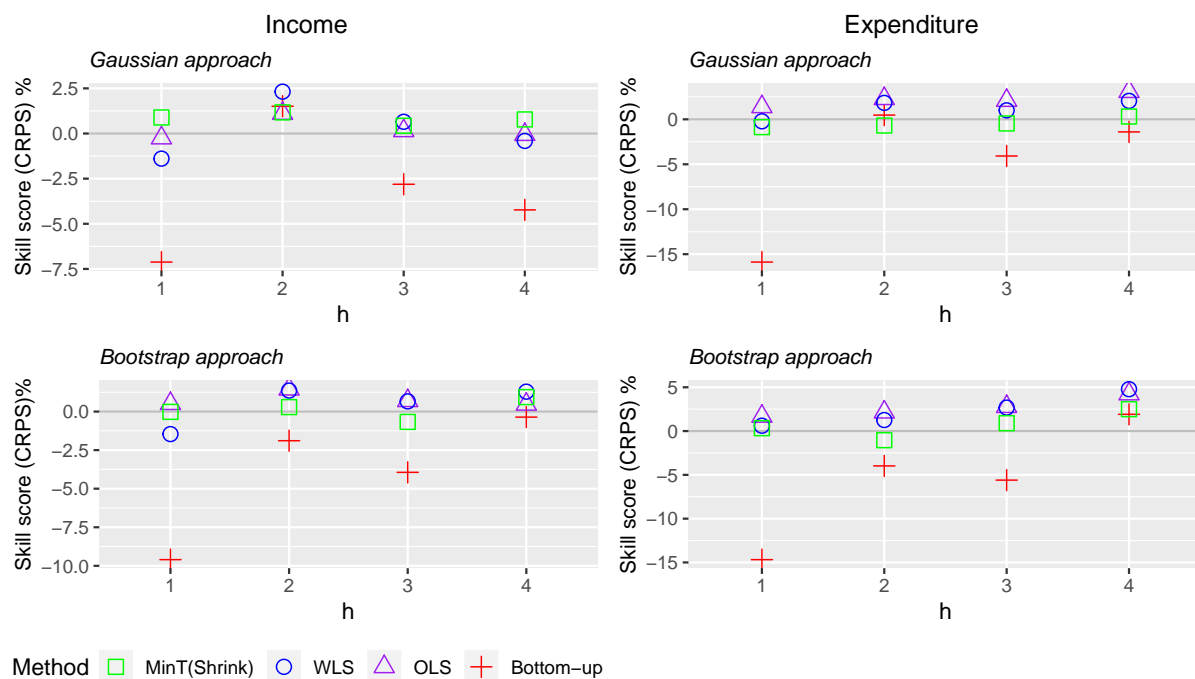 Income
Expenditure
Gaussian approach
Gaussian approach
Skill score (CRPS) %
2.5
0.0
−2.5
−5.0
−7.5
1 2 3 4
h
Skill score (CRPS) %
5
0
−5
−10
−15
1 2 3 4
h
Bootstrap approach
Bootstrap approach
Skill score (CRPS)%
0.0
−2.5
−5.0
−7.5
−10.0
1 2 3 4
h
Skill score (CRPS) %
5
0
−5
−10
−15
1 2 3 4
h
Method MinT(Shrink) WLS OLS Bottom−up